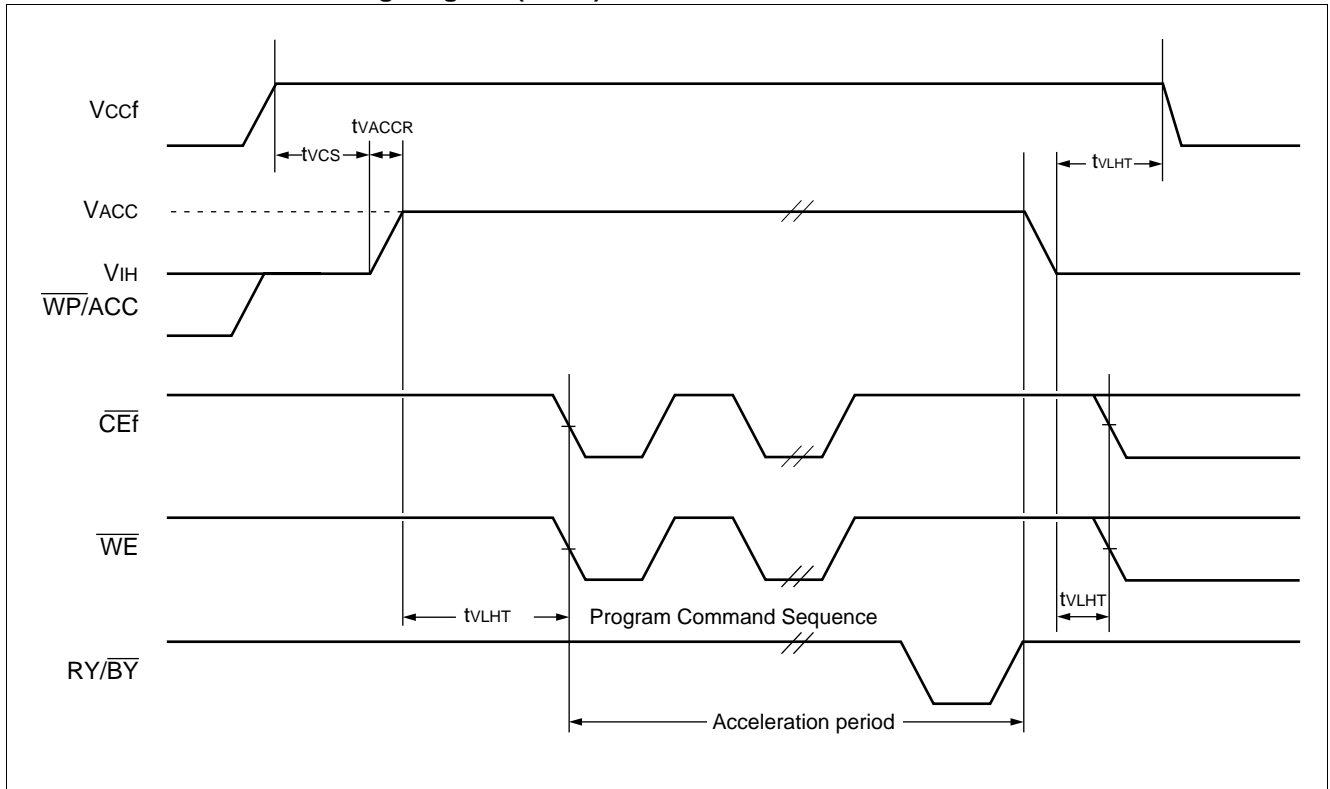 Vccf
tVACCR
tVCS
tVLHT
VACC
VIH
WP/ACC
CEf
WE
tVLHT
Program Command Sequence
tVLHT
RY/BY
Acceleration period